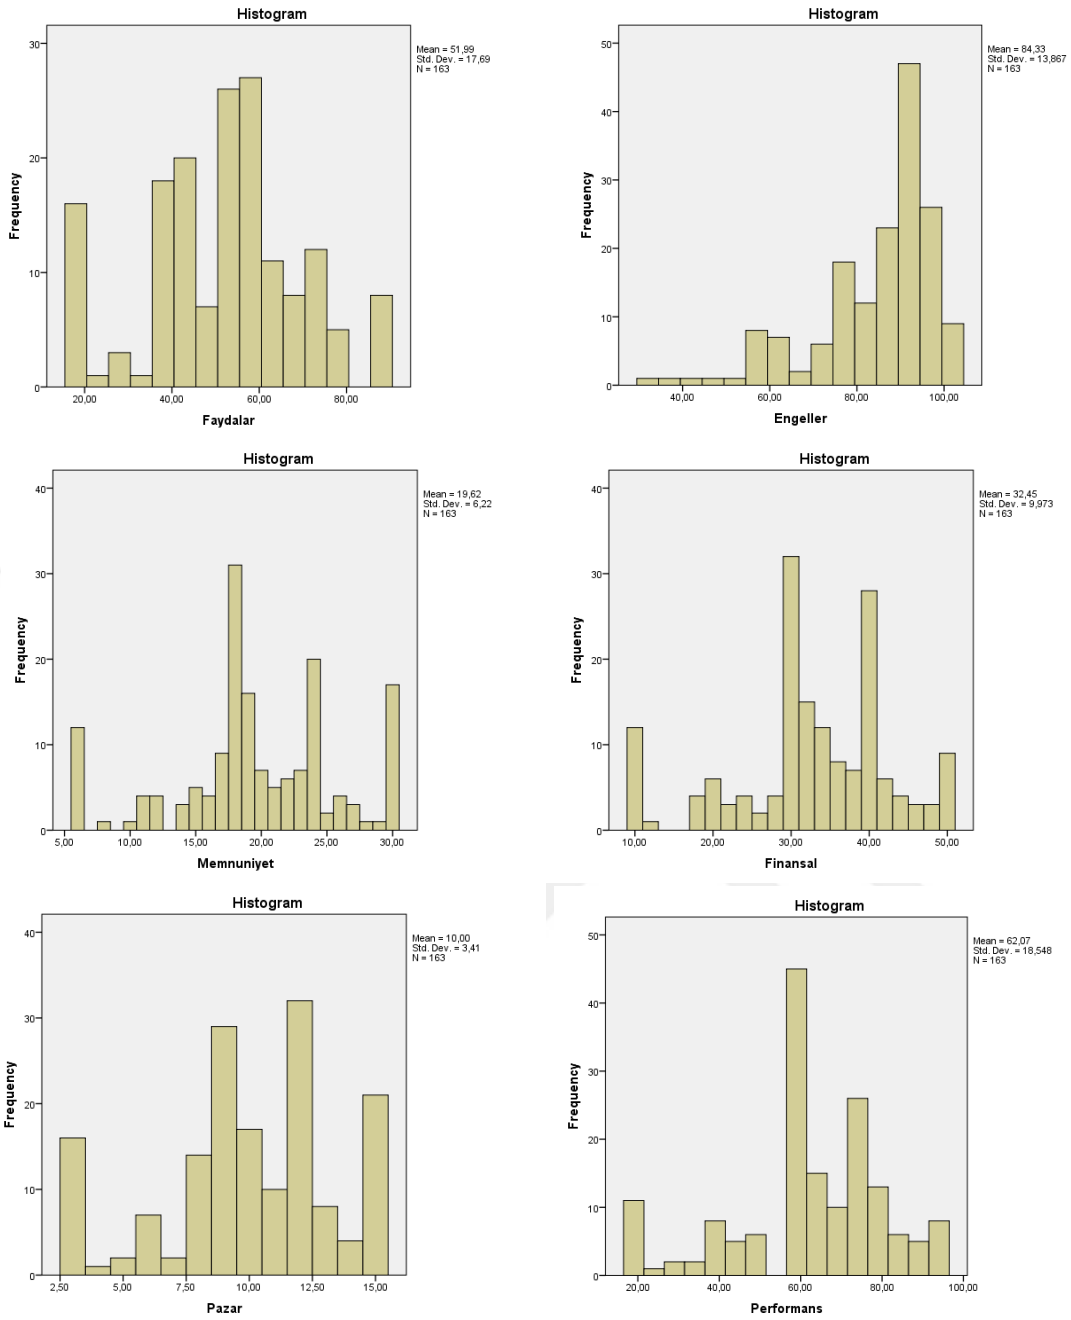 Histogram
Mean = 51,99
Std. Dev. = 17,69
N = 163
30
20
10
0
Frequency
20,00 40,00 60,00 80,00
Faydalar
Histogram
Mean = 84,33
Std. Dev. = 13,867
N = 163
50
40
30
20
10
0
Frequency
40,00 60,00 80,00 100,00
Engeller
Histogram
Mean = 19,62
Std. Dev. = 6,22
N = 163
40
30
20
10
0
Frequency
5,00 10,00 15,00 20,00 25,00 30,00
Memnuniyet
Histogram
Mean = 32,45
Std. Dev. = 9,973
N = 163
40
30
20
10
0
Frequency
10,00 20,00 30,00 40,00 50,00
Finansal
Histogram
Mean = 10,00
Std. Dev. = 3,41
N = 163
40
30
20
10
0
Frequency
2,50 5,00 7,50 10,00 12,50 15,00
Pazar
Histogram
Mean = 62,07
Std. Dev. = 18,548
N = 163
50
40
30
20
10
0
Frequency
20,00 40,00 60,00 80,00 100,00
Performans